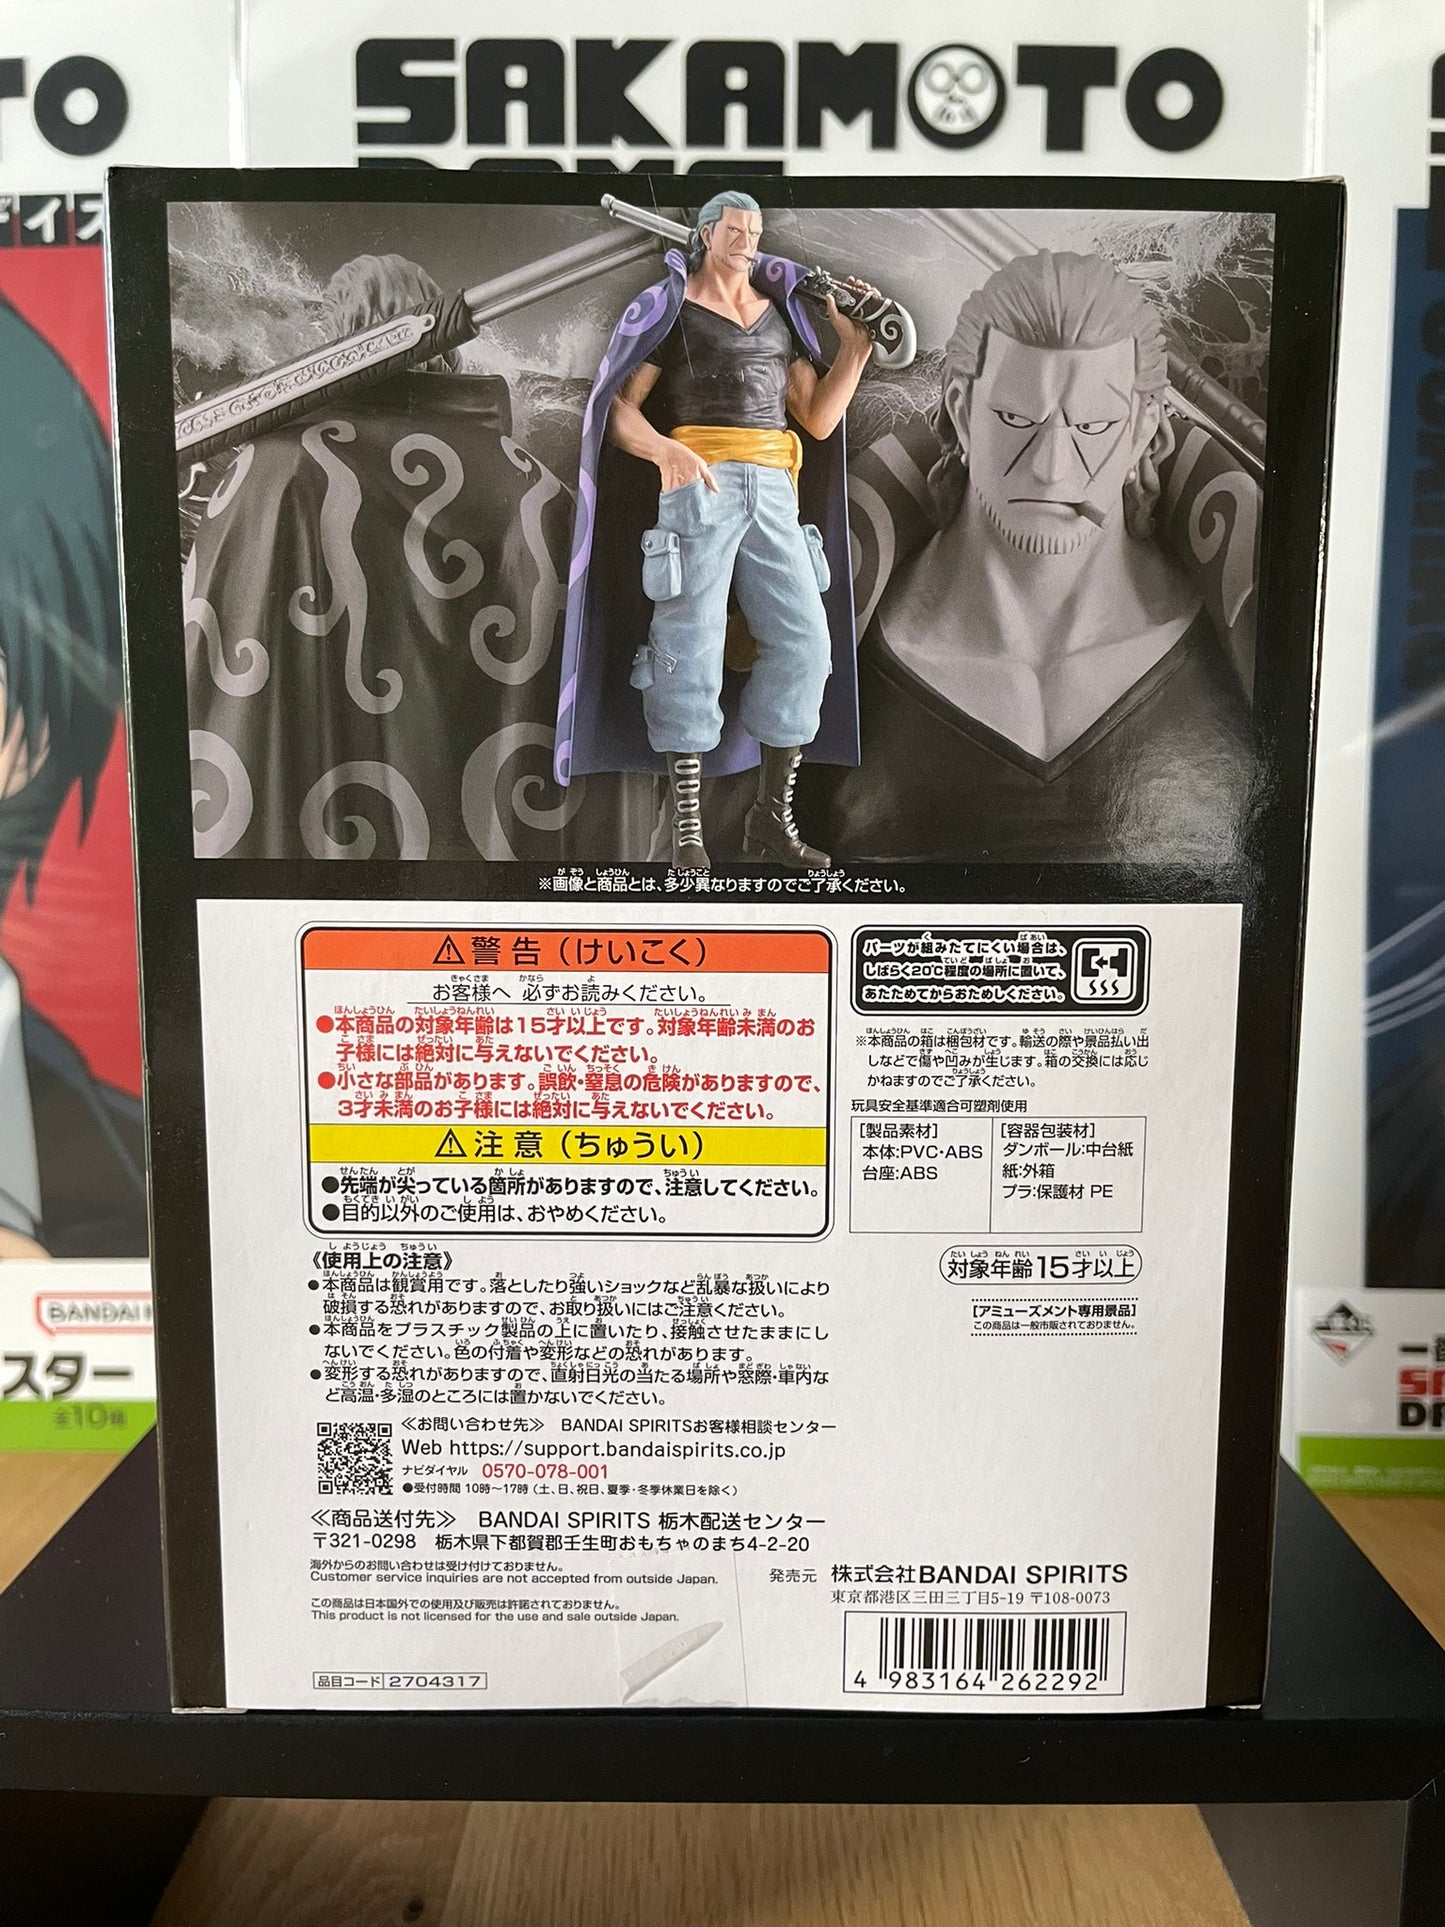 SAKAMOTO
TO
※画像と商品とは、多少異なりますのでご了承ください。
⚠警告（けいこく）
お客様へ 必ずお読みください。
●本商品の対象年齢は15才以上です。対象年齢未満のお
子様には絶対に与えないでください。
●小さな部品があります。誤飲・窒息の危険がありますので、
3才未満のお子様には絶対に与えないでください。
⚠注意（ちゅうい）
●先端が尖っている箇所がありますので、注意してください。
●目的以外のご使用は、おやめください。
パーツが組みたてにくい場合は、
しばらく20℃程度の場所に置いて、
あたためてからおためしください。
※本商品の箱は梱包材です。輸送の際や景品払い出
しなどで傷や凹みが生じます。箱の交換には応じ
かねますのでご了承ください。
玩具安全基準適合可塑剤使用
[製品素材]
本体:PVC・ABS
台座:ABS
[容器包装材]
ダンボール:中台紙
紙:外箱
プラ:保護材 PE
対象年齢15才以上
[アミューズメント専用景品]
この商品は一般市販されておりません。
《使用上の注意》
●本商品は観賞用です。落としたり強いショックなど乱暴な扱いにより
破損する恐れがありますので、お取り扱いにはご注意ください。
●本商品をプラスチック製品の上に置いたり、接触させたままにし
ないでください。色の付着や変形などの恐れがあります。
●変形する恐れがありますので、直射日光の当たる場所や窓際・車内な
ど高温・多湿のところには置かないでください。
≪お問い合わせ先≫ BANDAI SPIRITSお客様相談センター
Web https://support.bandaispirits.co.jp
ナビダイヤル 0570-078-001
●受付時間 10時～17時（土、日、祝日、夏季・冬季休業日を除く）
≪商品送付先≫ BANDAI SPIRITS 栃木配送センター
〒321-0298 栃木県下都賀郡壬生町おもちゃのまち4-2-20
海外からのお問い合わせは受け付けておりません。
Customer service inquiries are not accepted from outside Japan.
この商品は日本国外での使用及び販売は許諾されておりません。
This product is not licensed for the use and sale outside Japan.
発売元 株式会社BANDAI SPIRITS
東京都港区三田三丁目5-19 〒108-0073
品目コード 2704317
4 983164 262292
BANDAI
スター
全10種